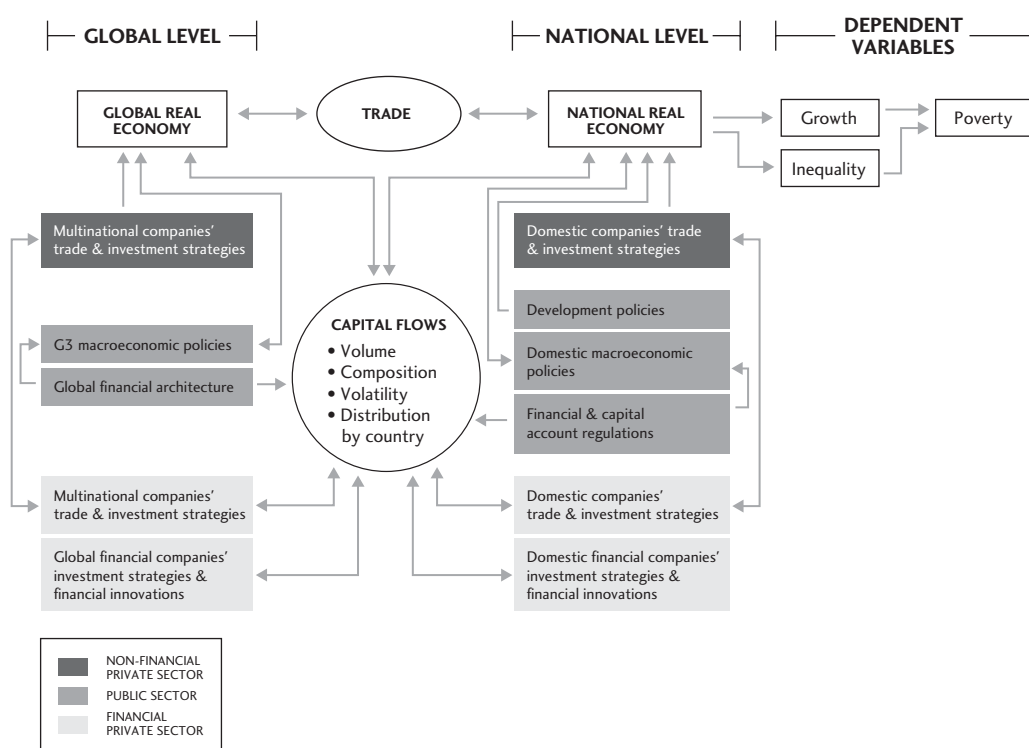 GLOBAL LEVEL
NATIONAL LEVEL
DEPENDENT
VARIABLES
GLOBAL REAL
ECONOMY
TRADE
NATIONAL REAL
ECONOMY
Growth
Poverty
Inequality
Multinational companies’
trade & investment strategies
Domestic companies’ trade
& investment strategies
CAPITAL FLOWS
• Volume
• Composition
• Volatility
• Distribution
by country
G3 macroeconomic policies
Global financial architecture
Development policies
Domestic macroeconomic
policies
Financial & capital
account regulations
Multinational companies’
trade & investment strategies
Domestic companies’
trade & investment strategies
Global financial companies’
investment strategies &
financial innovations
Domestic financial companies’
investment strategies &
financial innovations
NON-FINANCIAL
PRIVATE SECTOR
PUBLIC SECTOR
FINANCIAL
PRIVATE SECTOR